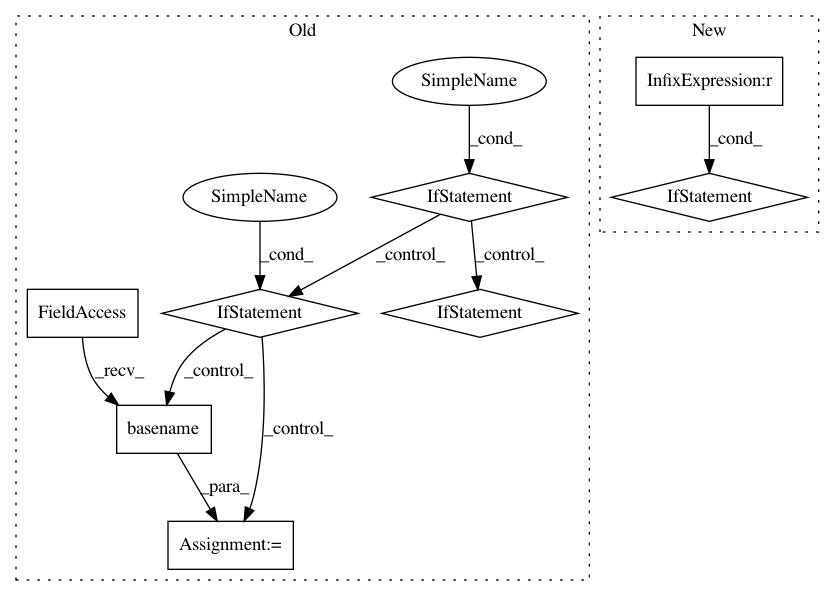 Old
New
SimpleName
InfixExpression:r
_cond_
_cond_
SimpleName
IfStatement
IfStatement
_cond_
_control_
_control_
FieldAccess
IfStatement
IfStatement
_recv_
_control_
basename
_control_
_para_
Assignment:=